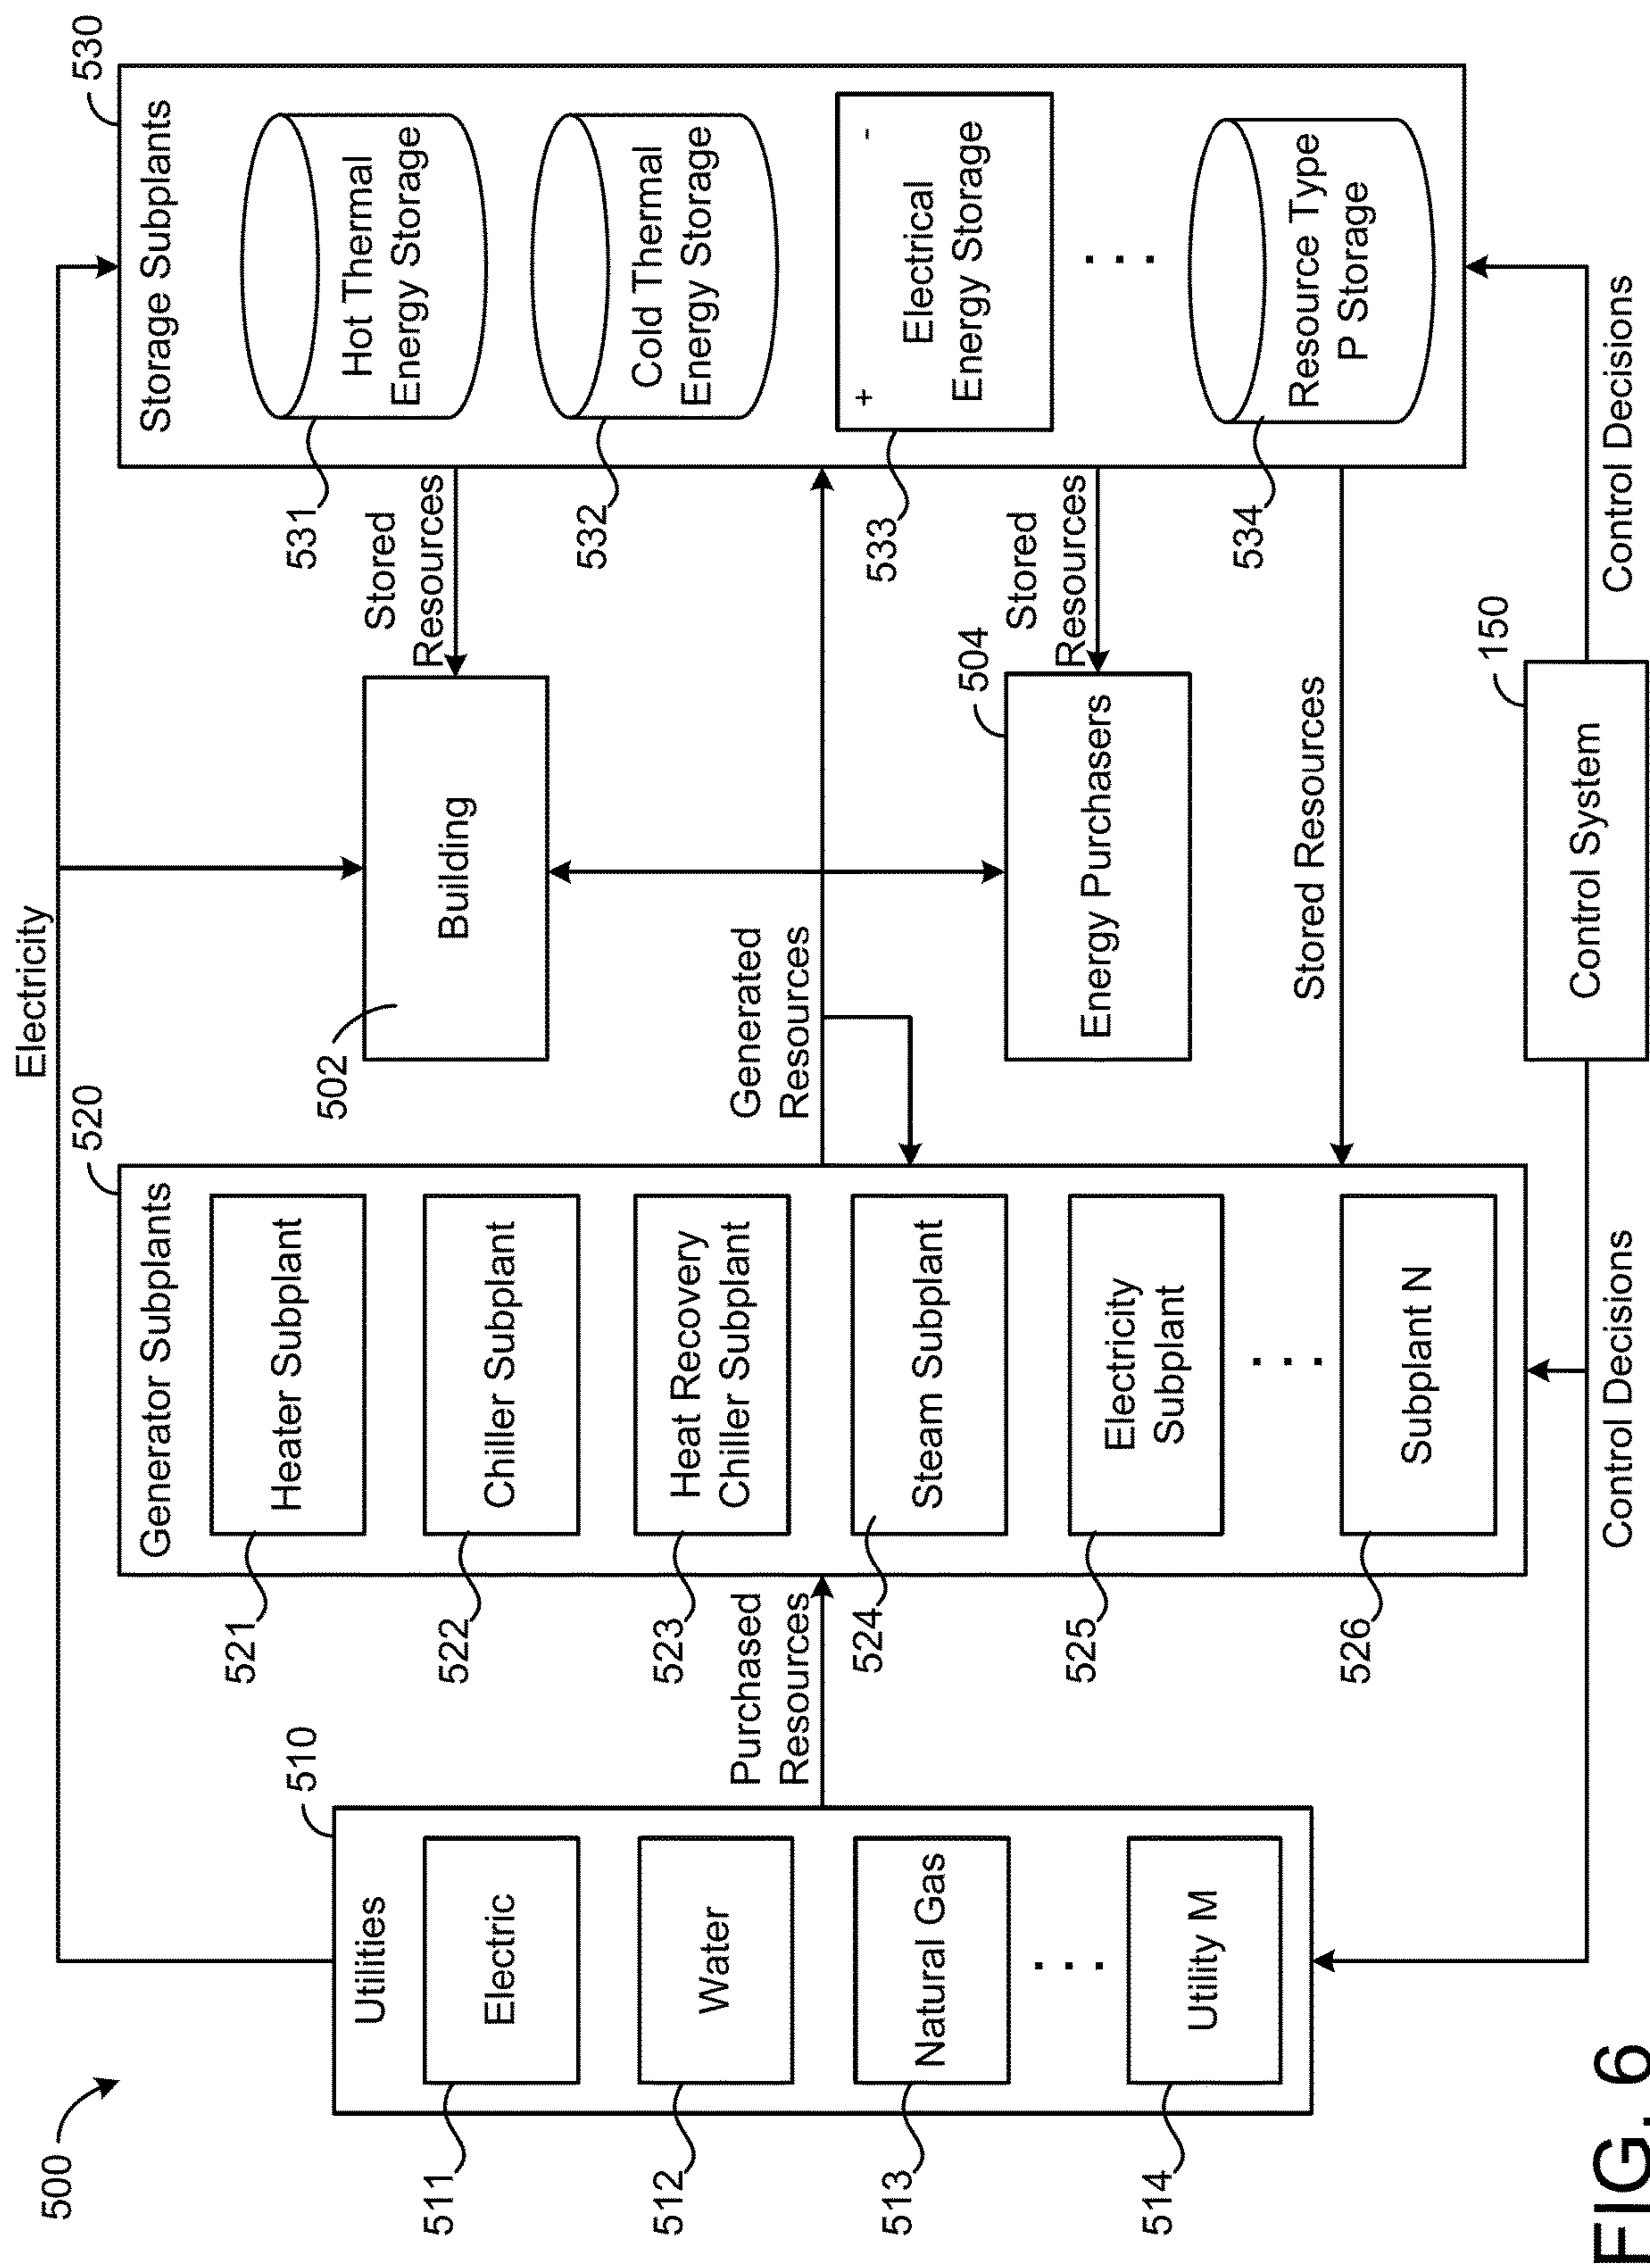 500
Electricity
510
Utilities
Electric
511
Water
512
Natural Gas
513
. . .
Utility M
514
Purchased
Resources
520
Generator Subplants
Heater Subplant
521
Chiller Subplant
522
Heat Recovery
Chiller Subplant
523
Steam Subplant
524
Electricity
Subplant
525
. . .
Subplant N
526
Building
502
Generated
Resources
504
Energy Purchasers
Stored
Resources
Stored
Resources
Stored Resources
530
Storage Subplants
Hot Thermal
Energy Storage
531
Cold Thermal
Energy Storage
532
+ -
Electrical
Energy Storage
533
. . .
Resource Type
P Storage
534
150
Control System
Control Decisions
Control Decisions
FIG. 6